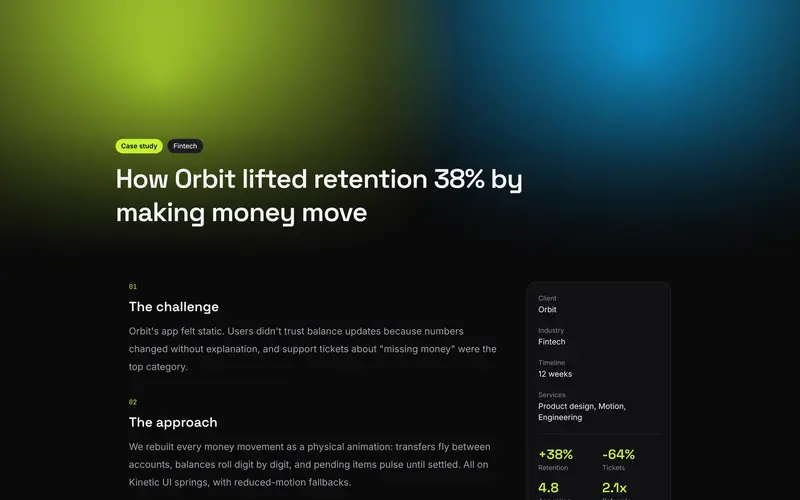 Case study
Fintech
How Orbit lifted retention 38% by
making money move
01
The challenge
Orbit's app felt static. Users didn't trust balance updates because numbers
changed without explanation, and support tickets about "missing money" were the
top category.
02
The approach
We rebuilt every money movement as a physical animation: transfers fly between
accounts, balances roll digit by digit, and pending items pulse until settled. All on
Kinetic UI springs, with reduced-motion fallbacks.
Client
Orbit
Industry
Fintech
Timeline
12 weeks
Services
Product design, Motion,
Engineering
+38%
Retention
-64%
Tickets
4.8
2.1x